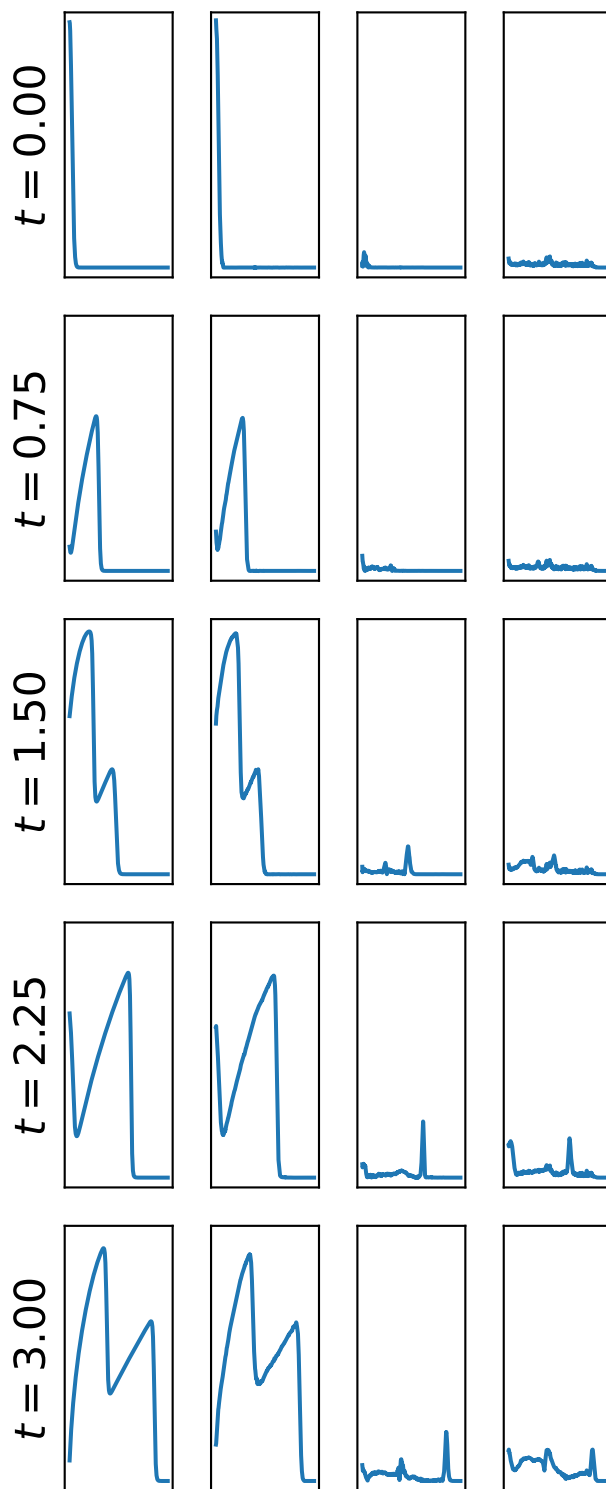 t = 0.00
t = 0.75
t = 1.50
t = 2.25
t = 3.00